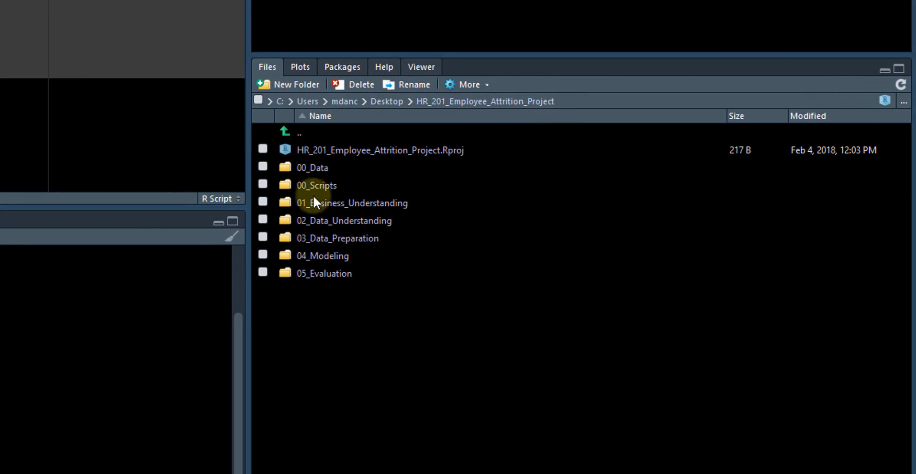 Files Plots Packages Help Viewer
New Folder Delete Rename More
C: > Users > mdanc > Desktop > HR_201_Employee_Attrition_Project ...
Name Size Modified
..
HR_201_Employee_Attrition_Project.Rproj 217 B Feb 4, 2018, 12:03 PM
00_Data
00_Scripts
R Script
01_Business_Understanding
02_Data_Understanding
03_Data_Preparation
04_Modeling
05_Evaluation